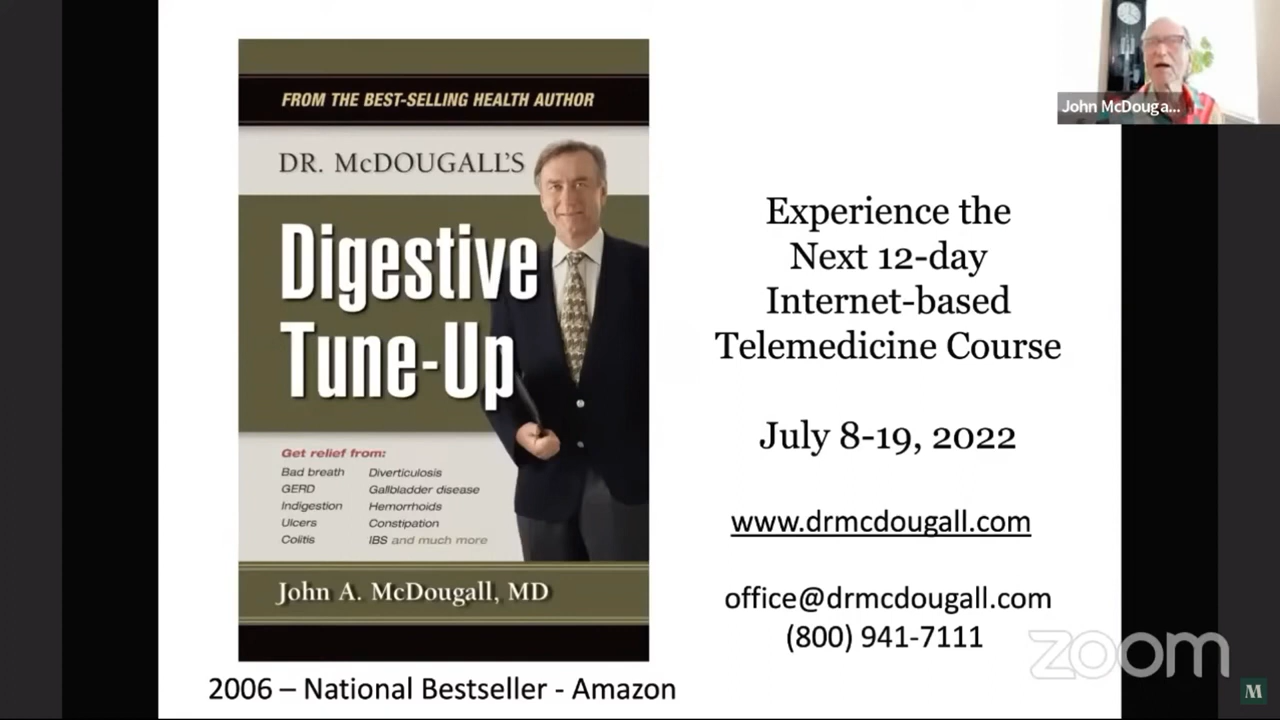 FROM THE BEST-SELLING HEALTH AUTHOR
DR. McDOUGALL'S
Digestive
Tune-Up
Get relief from:
Bad breath Diverticulosis
GERD Gallbladder disease
Indigestion Hemorrhoids
Ulcers Constipation
Colitis IBS and much more
John A. McDougall, MD
2006 – National Bestseller - Amazon
John McDouga...
Experience the
Next 12-day
Internet-based
Telemedicine Course
July 8-19, 2022
www.drmcdougall.com
office@drmcdougall.com
(800) 941-7111
zoom
M